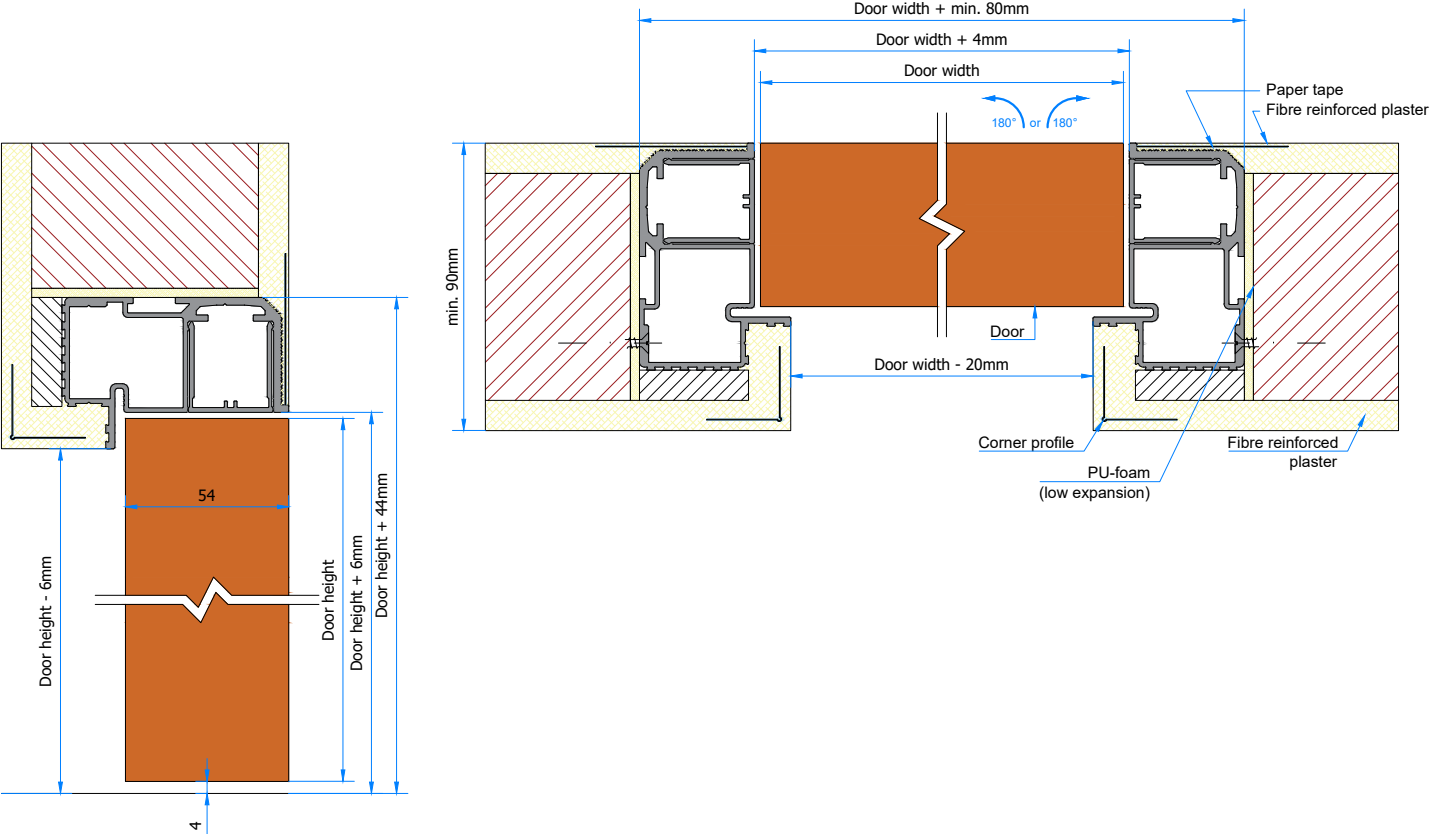 Door width + min. 80mm
Door width + 4mm
Door width
180° or 180°
Paper tape
Fibre reinforced plaster
min. 90mm
Door
Door width - 20mm
Corner profile
PU-foam
(low expansion)
Fibre reinforced
plaster
54
Door height - 6mm
Door height
Door height + 6mm
Door height + 44mm
4